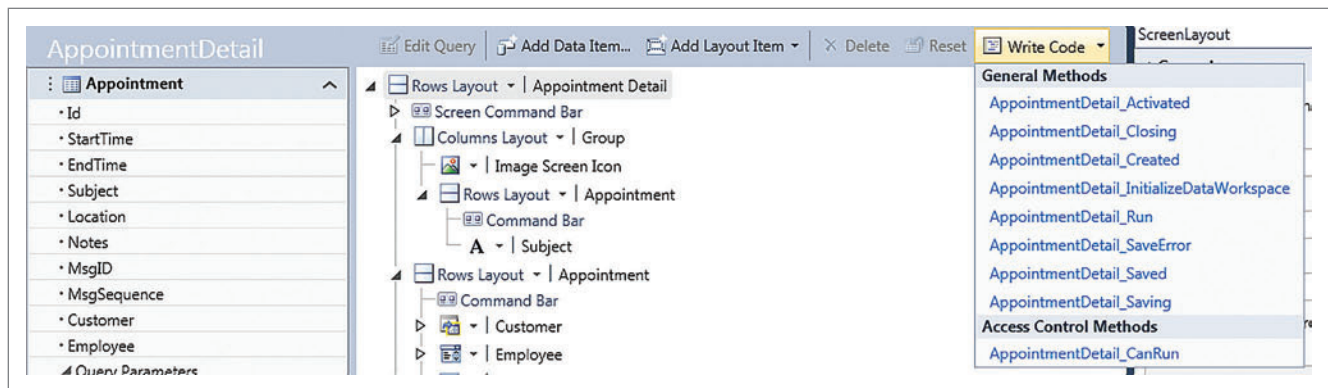 AppointmentDetail
Edit Query Add Data Item... Add Layout Item Delete Reset Write Code
Appointment
Id
StartTime
EndTime
Subject
Location
Notes
MsgID
MsgSequence
Customer
Employee
Query Parameters
Rows Layout | Appointment Detail
Screen Command Bar
Columns Layout | Group
Image Screen Icon
Rows Layout | Appointment
Command Bar
A | Subject
Rows Layout | Appointment
Command Bar
Customer
Employee
General Methods
AppointmentDetail_Activated
AppointmentDetail_Closing
AppointmentDetail_Created
AppointmentDetail_InitializeDataWorkspace
AppointmentDetail_Run
AppointmentDetail_SaveError
AppointmentDetail_Saved
AppointmentDetail_Saving
Access Control Methods
AppointmentDetail_CanRun
ScreenLayout